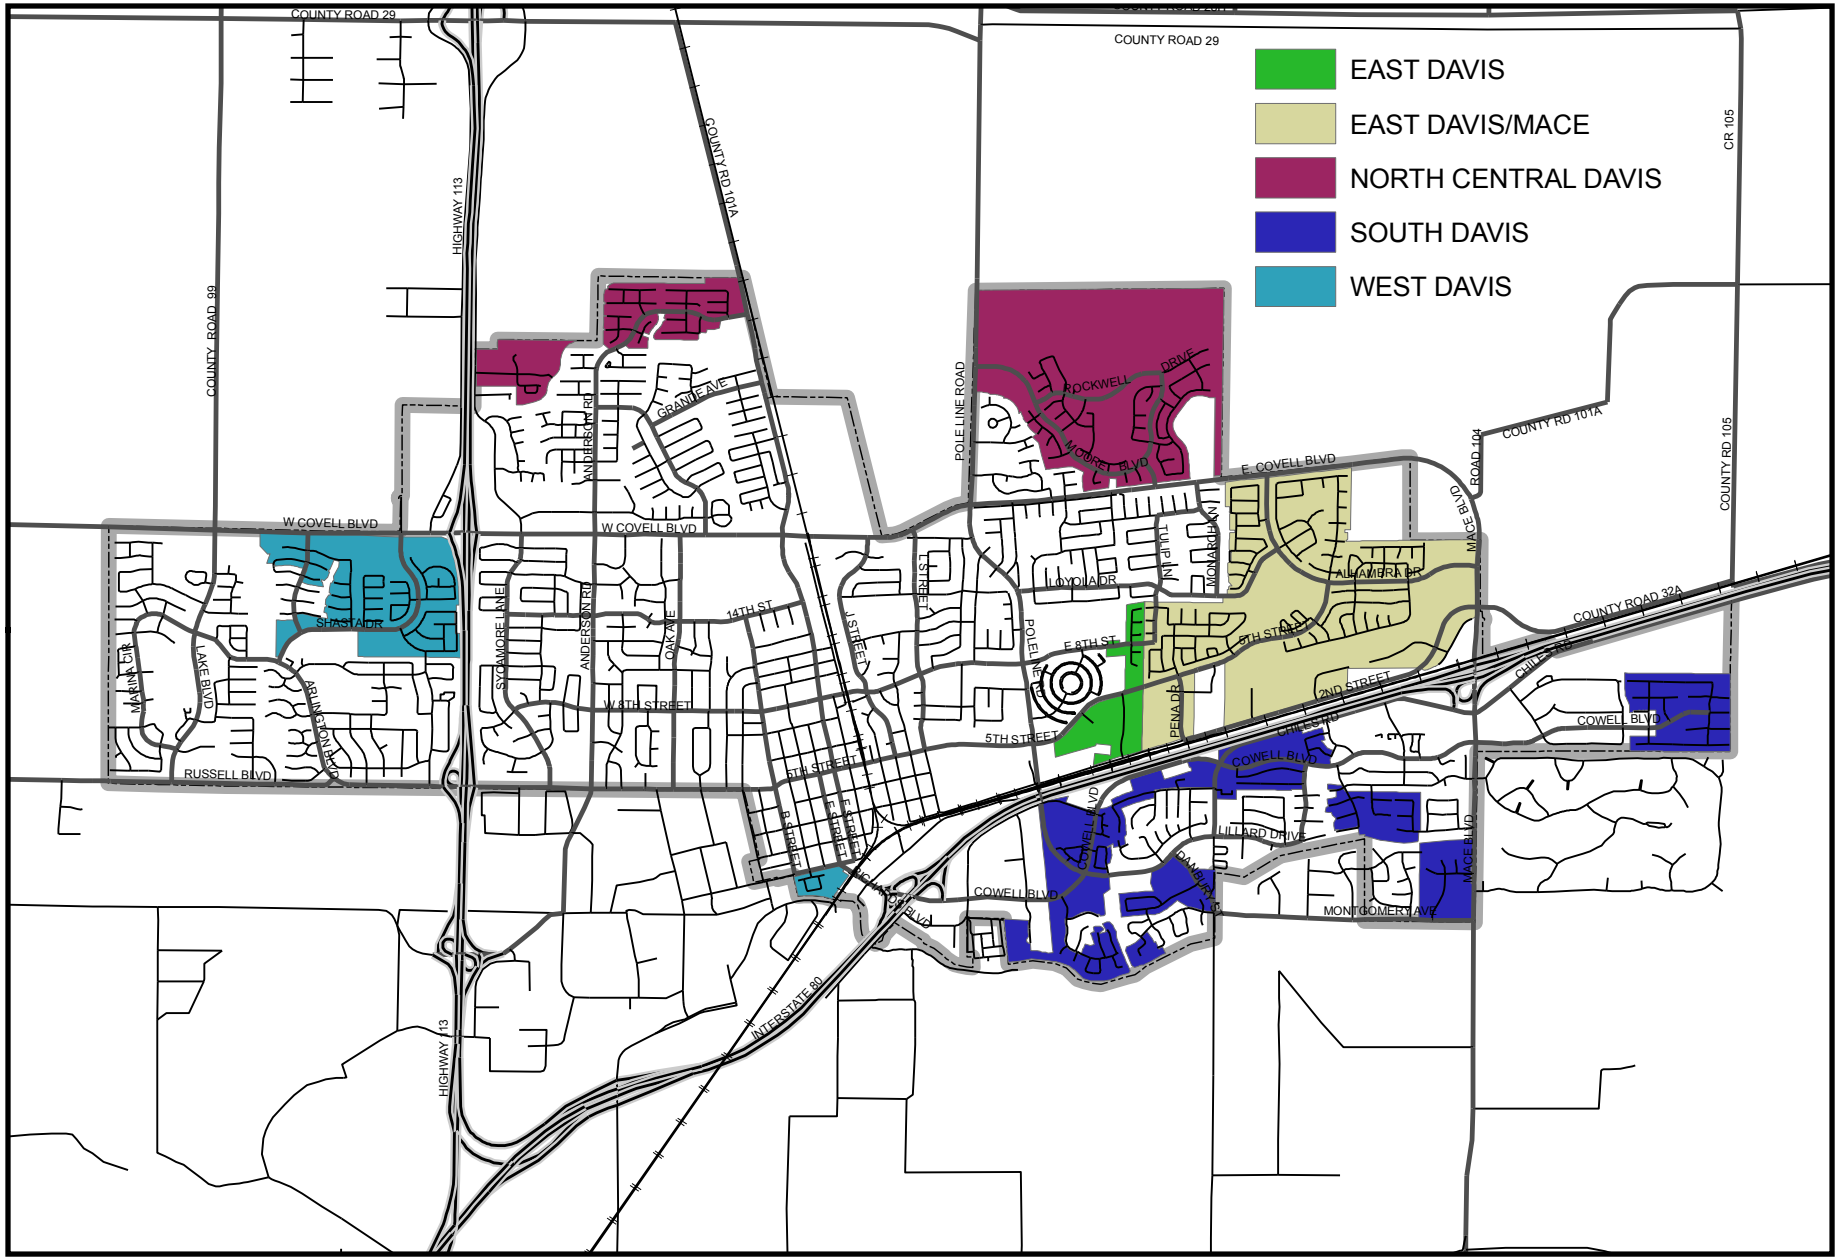 COUNTY ROAD 29
COUNTY ROAD 29
EAST DAVIS
EAST DAVIS/MACE
NORTH CENTRAL DAVIS
SOUTH DAVIS
WEST DAVIS
CR 105
COUNTY RD 101A
HIGHWAY 113
COUNTY ROAD 99
POLE LINE ROAD
ROCKWELL
DRIVE
GRANDE AVE
ANDERSON RD
MOORE BLVD
E. COVELL BLVD
COUNTY RD 101A
ROAD 104
COUNTY RD 105
MACE BLVD
W COVELL BLVD
W COVELL BLVD
TULIP LN
MONARCH LN
L STREET
LOYOLA DR
ALHAMBRA DR
SYCAMORE LANE
ANDERSON RD
OAK AVE
14TH ST
J STREET
POLELINE RD
E 8TH ST
5TH STREET
COUNTY ROAD 32A
CHILES RD
SHASTA DR
MARINA CIR
LAKE BLVD
ARLINGTON BLVD
W 8TH STREET
2ND STREET
PENA DR
CHILES RD
COWELL BLVD
5TH STREET
5TH STREET
COWELL BLVD
RUSSELL BLVD
B STREET
E STREET
F STREET
COWELL BLVD
LILLARD DRIVE
DANBURY ST
MACE BLVD
RICHARDS BLVD
COWELL BLVD
MONTGOMERY AVE
INTERSTATE 80
HIGHWAY 113